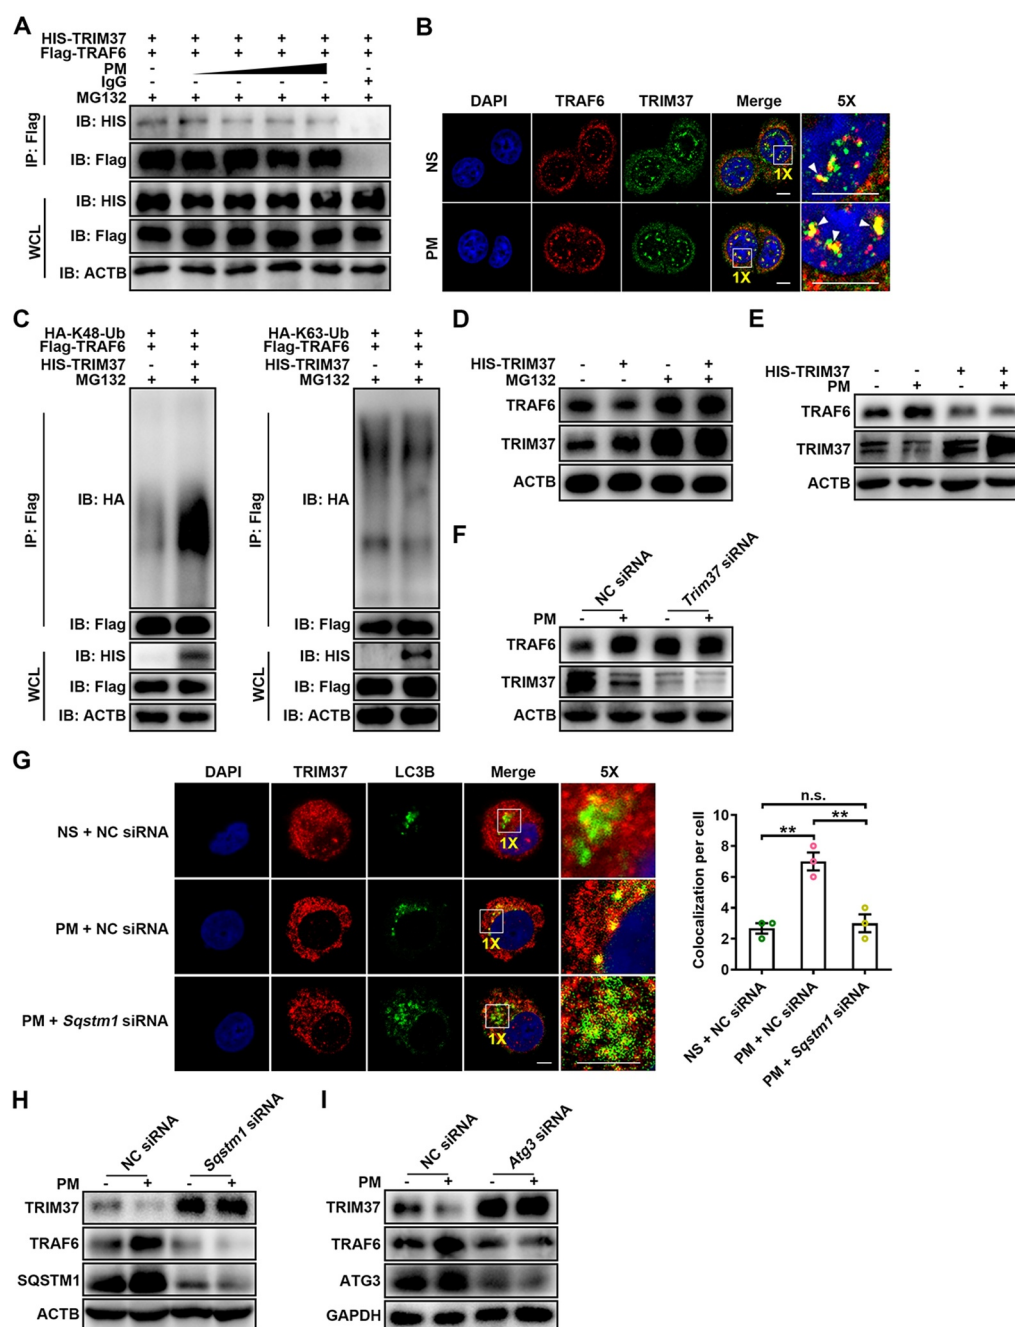 A
HIS-TRIM37 + + + + + +
Flag-TRAF6 + + + + + +
PM - -
IgG - - - - - +
MG132 + + + + + +
IP: Flag
IB: HIS
IB: Flag
WCL
IB: HIS
IB: Flag
IB: ACTB
B
DAPI TRAF6 TRIM37 Merge 5X
NS
1X
PM
1X
C
HA-K48-Ub + +
Flag-TRAF6 + +
HIS-TRIM37 - +
MG132 + +
IP: Flag
IB: HA
IB: Flag
WCL
IB: HIS
IB: Flag
IB: ACTB
HA-K63-Ub + +
Flag-TRAF6 + +
HIS-TRIM37 - +
MG132 + +
IP: Flag
IB: HA
IB: Flag
WCL
IB: HIS
IB: Flag
IB: ACTB
D
HIS-TRIM37 - + - +
MG132 - - + +
TRAF6
TRIM37
ACTB
E
HIS-TRIM37 - - + +
PM - + - +
TRAF6
TRIM37
ACTB
F
NC siRNA Trim37 siRNA
PM - + - +
TRAF6
TRIM37
ACTB
G
DAPI TRIM37 LC3B Merge 5X
NS + NC siRNA
1X
PM + NC siRNA
1X
PM + Sqstm1 siRNA
1X
n.s.
** **
Colocalization per cell
10
8
6
4
2
0
NS + NC siRNA
PM + NC siRNA
PM + Sqstm1 siRNA
H
NC siRNA Sqstm1 siRNA
PM - + - +
TRIM37
TRAF6
SQSTM1
ACTB
I
NC siRNA Atg3 siRNA
PM - + - +
TRIM37
TRAF6
ATG3
GAPDH